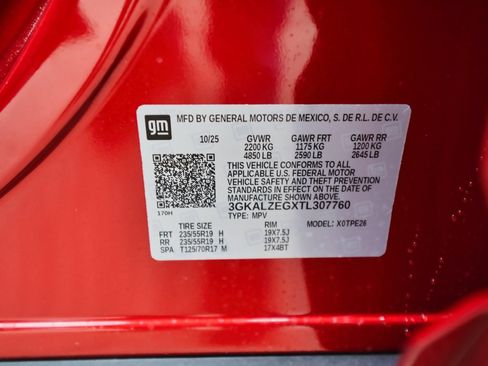 gm MFD BY GENERAL MOTORS DE MEXICO, S. DE R.L. DE C.V.
10/25 GVWR GAWR FRT GAWR RR
2200 KG 1175 KG 1200 KG
4850 LB 2590 LB 2645 LB
THIS VEHICLE CONFORMS TO ALL
APPLICABLE U.S. FEDERAL MOTOR
VEHICLE SAFETY AND THEFT PREVENTION
STANDARDS IN EFFECT ON THE DATE OF
MANUFACTURE SHOWN ABOVE.
3GKALZEGXTL307760
170H
TYPE: MPV MODEL: X0TPE26
TIRE SIZE RIM
FRT 235/55R19 H 19X7.5J
RR 235/55R19 H 19X7.5J
SPA T125/70R17 M 17X4BT